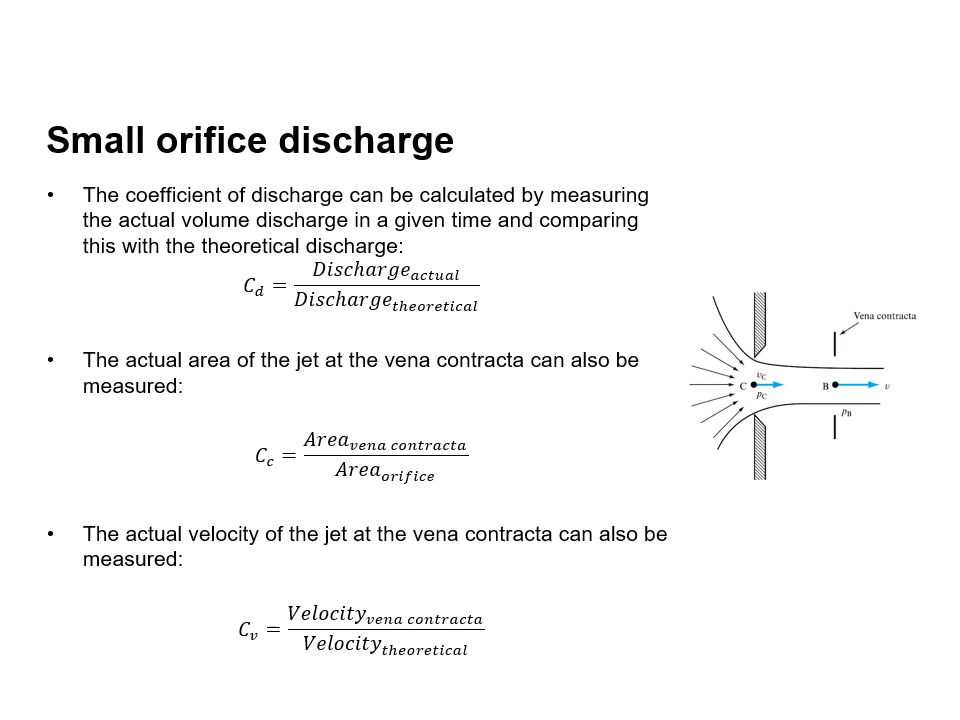 Small orifice discharge
• The coefficient of discharge can be calculated by measuring
the actual volume discharge in a given time and comparing
this with the theoretical discharge:
C_d = Discharge_actual / Discharge_theoretical
• The actual area of the jet at the vena contracta can also be
measured:
C_c = Area_vena contracta / Area_orifice
• The actual velocity of the jet at the vena contracta can also be
measured:
C_v = Velocity_vena contracta / Velocity_theoretical
Vena contracta
v_C
C
p_C
B
v
p_B